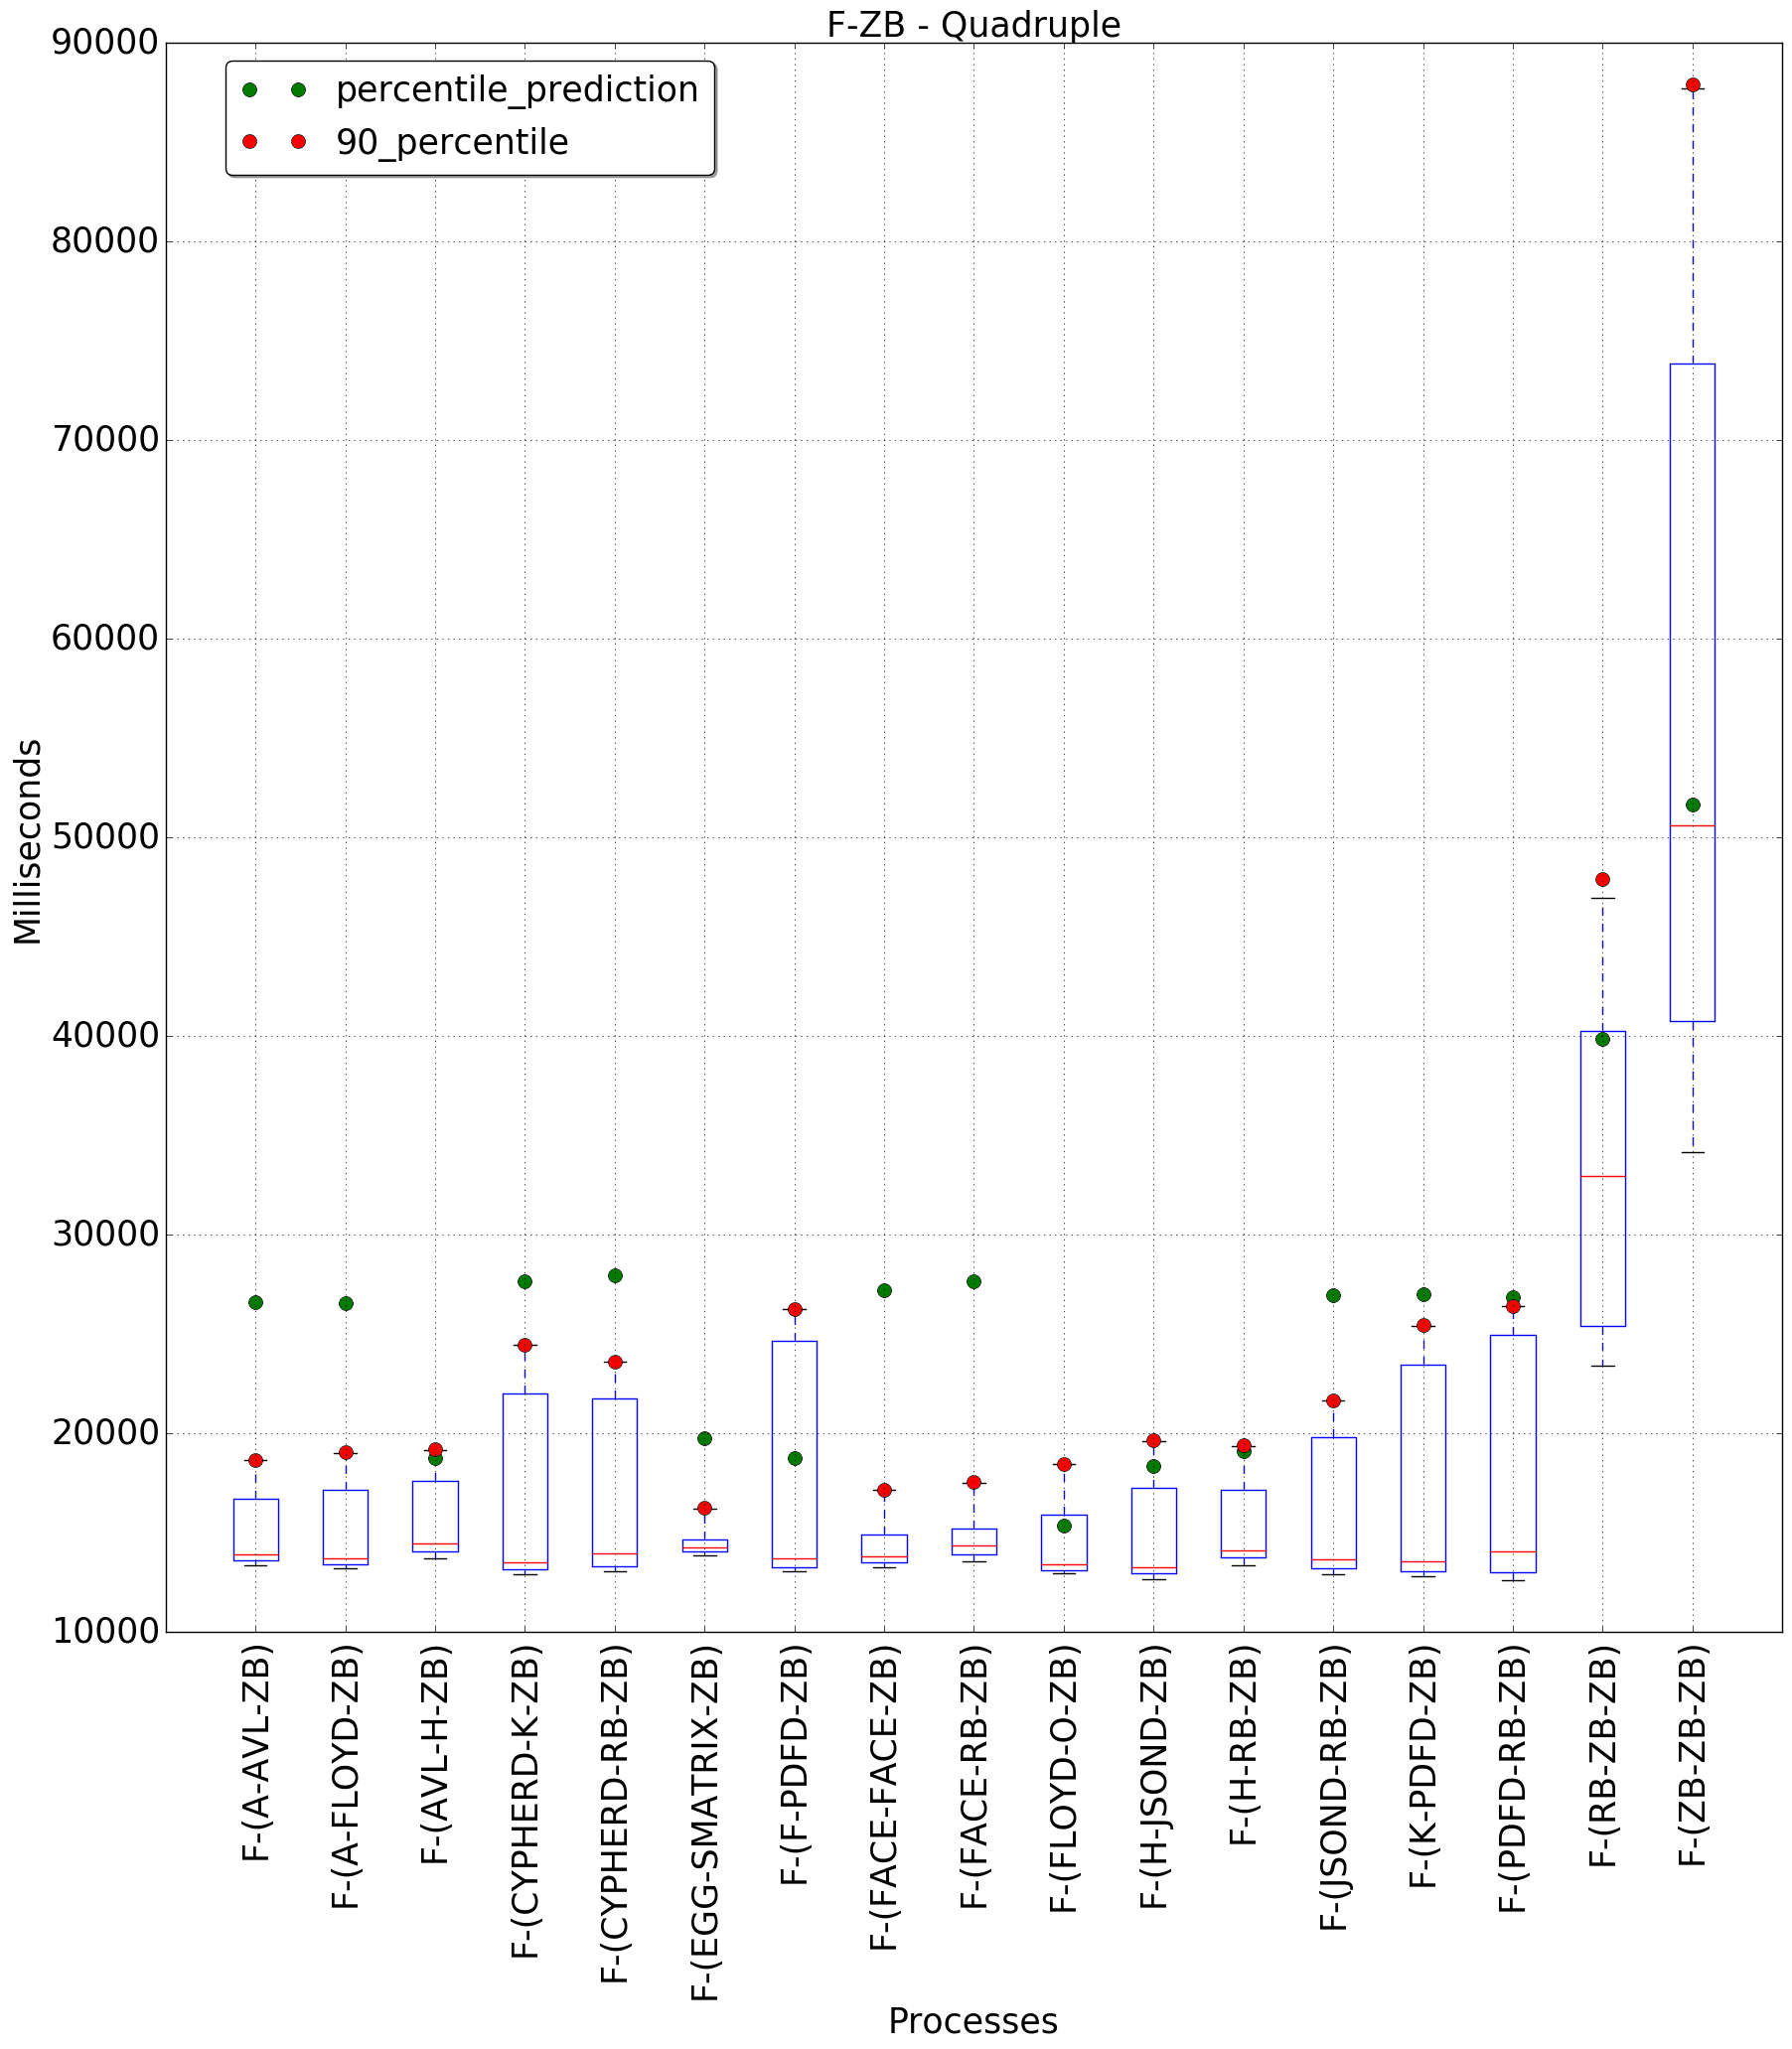 F-ZB - Quadruple
percentile_prediction
90_percentile
90000
80000
70000
60000
50000
40000
30000
20000
10000
Milliseconds
F-(A-AVL-ZB)
F-(A-FLOYD-ZB)
F-(AVL-H-ZB)
F-(CYPHERD-K-ZB)
F-(CYPHERD-RB-ZB)
F-(EGG-SMATRIX-ZB)
F-(F-PDFD-ZB)
F-(FACE-FACE-ZB)
F-(FACE-RB-ZB)
F-(FLOYD-O-ZB)
F-(H-JSOND-ZB)
F-(H-RB-ZB)
F-(JSOND-RB-ZB)
F-(K-PDFD-ZB)
F-(PDFD-RB-ZB)
F-(RB-ZB-ZB)
F-(ZB-ZB-ZB)
Processes